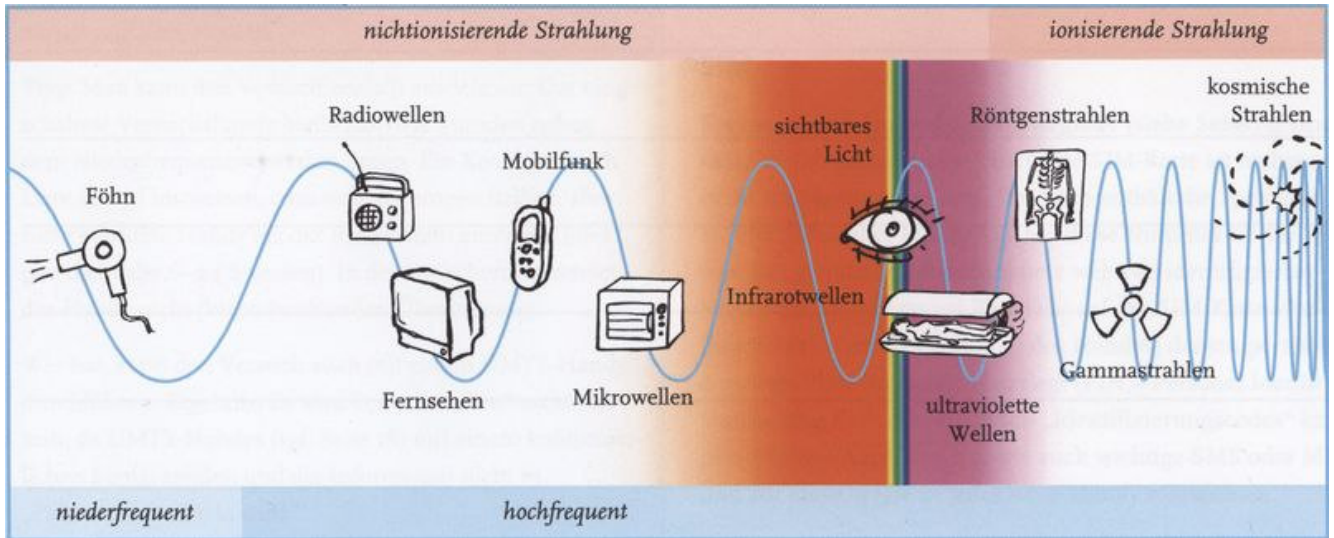 nichtionisierende Strahlung
ionisierende Strahlung
Föhn
Radiowellen
Fernsehen
Mobilfunk
Mikrowellen
Infrarotwellen
sichtbares
Licht
ultraviolette
Wellen
Röntgenstrahlen
Gammastrahlen
kosmische
Strahlen
niederfrequent
hochfrequent